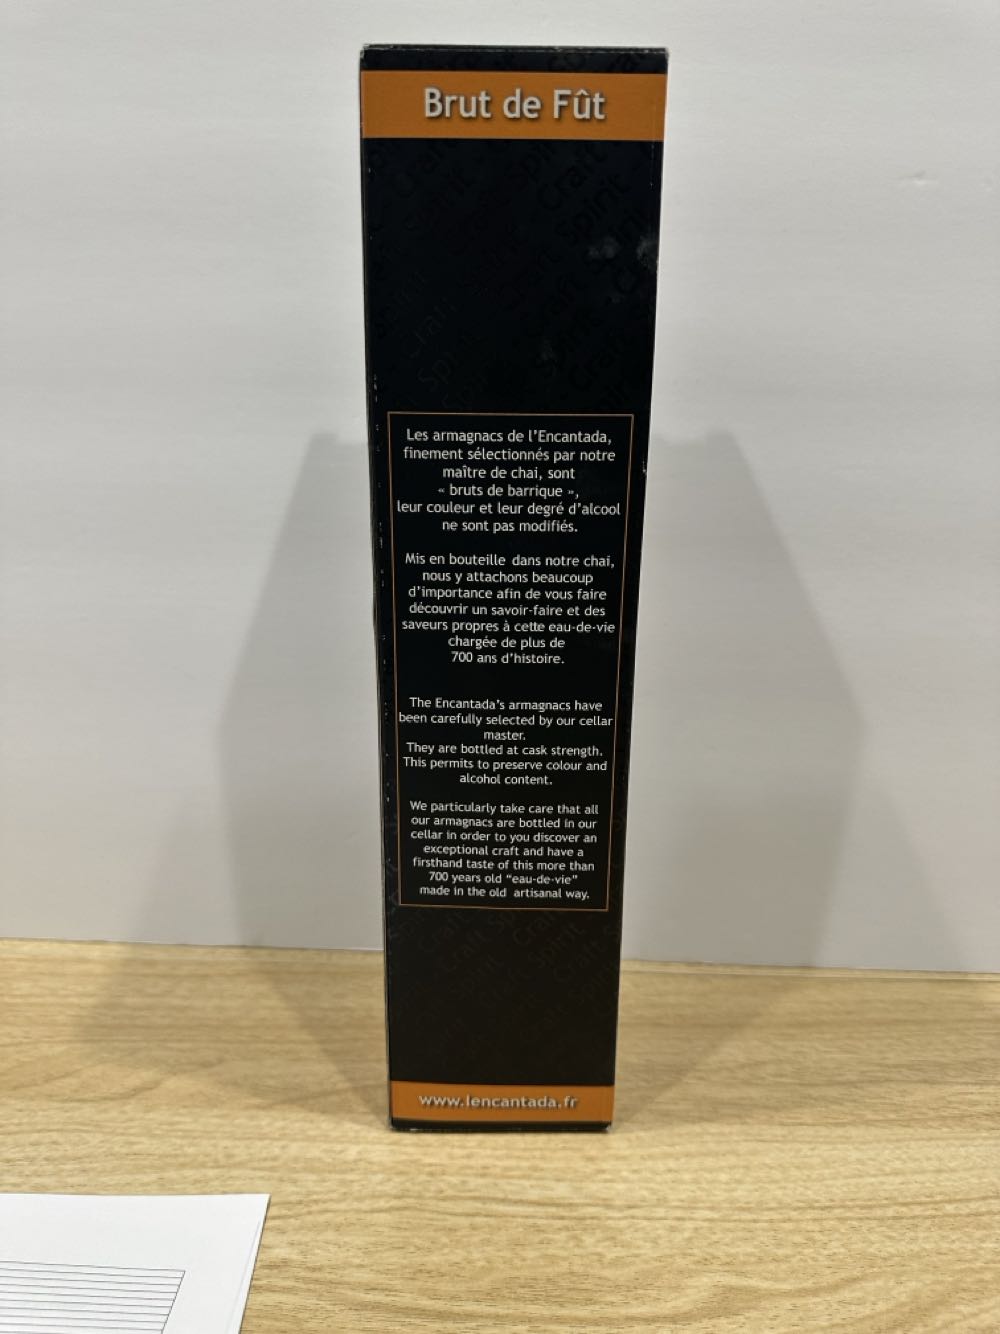 Brut de Fût
Craft
Spirit
Les armagnacs de l'Encantada,
finement sélectionnés par notre
maître de chai, sont
« bruts de barrique »,
leur couleur et leur degré d'alcool
ne sont pas modifiés.
Mis en bouteille dans notre chai,
nous y attachons beaucoup
d'importance afin de vous faire
découvrir un savoir-faire et des
saveurs propres à cette eau-de-vie
chargée de plus de
700 ans d'histoire.
The Encantada's armagnacs have
been carefully selected by our cellar
master.
They are bottled at cask strength.
This permits to preserve colour and
alcohol content.
We particularly take care that all
our armagnacs are bottled in our
cellar in order to you discover an
exceptional craft and have a
firsthand taste of this more than
700 years old "eau-de-vie"
made in the old artisanal way.
www.lencantada.fr